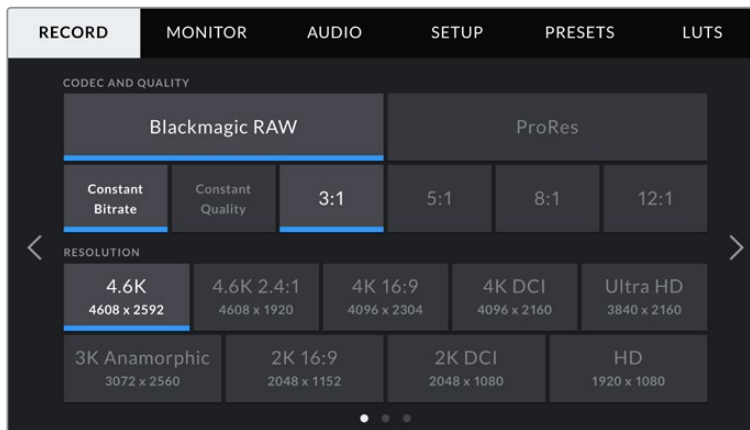 RECORD MONITOR AUDIO SETUP PRESETS LUTS
CODEC AND QUALITY
Blackmagic RAW ProRes
Constant Bitrate Constant Quality 3:1 5:1 8:1 12:1
RESOLUTION
4.6K 4.6K 2.4:1 4K 16:9 4K DCI Ultra HD
4608 x 2592 4608 x 1920 4096 x 2304 4096 x 2160 3840 x 2160
3K Anamorphic 2K 16:9 2K DCI HD
3072 x 2560 2048 x 1152 2048 x 1080 1920 x 1080